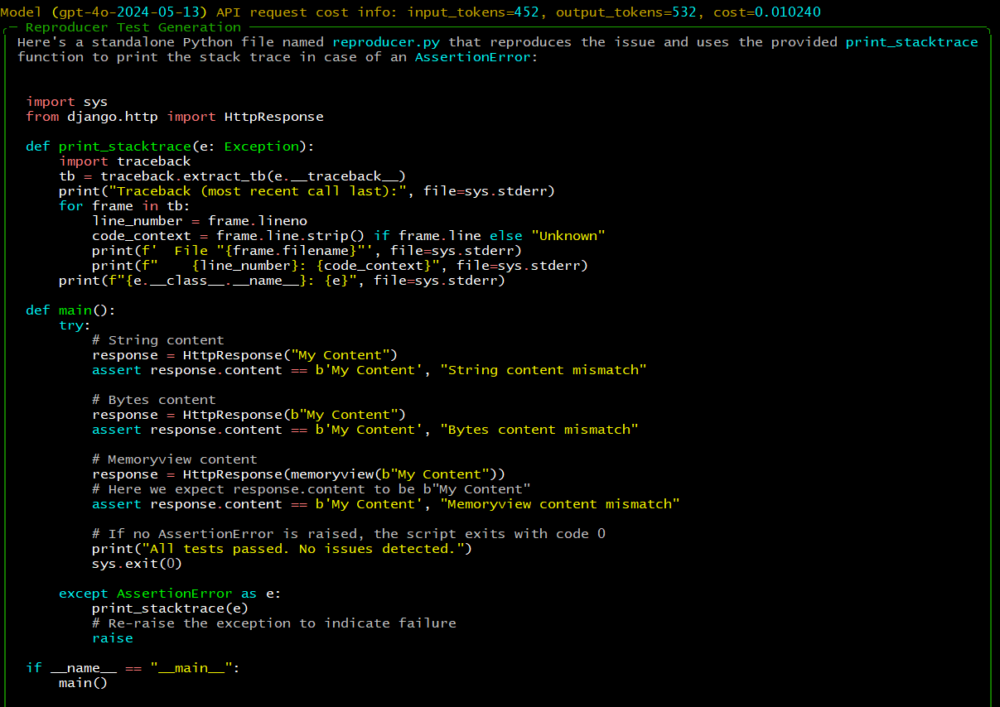 Model (gpt-4o-2024-05-13) API request cost info: input_tokens=452, output_tokens=532, cost=0.010240
Reproducer Test Generation
Here's a standalone Python file named reproducer.py that reproduces the issue and uses the provided print_stacktrace
function to print the stack trace in case of an AssertionError:
import sys
from django.http import HttpResponse
def print_stacktrace(e: Exception):
    import traceback
    tb = traceback.extract_tb(e.__traceback__)
    print("Traceback (most recent call last):", file=sys.stderr)
    for frame in tb:
        line_number = frame.lineno
        code_context = frame.line.strip() if frame.line else "Unknown"
        print(f'  File "{frame.filename}"', file=sys.stderr)
        print(f"    {line_number}: {code_context}", file=sys.stderr)
    print(f"{e.__class__.__name__}: {e}", file=sys.stderr)
def main():
    try:
        # String content
        response = HttpResponse("My Content")
        assert response.content == b'My Content', "String content mismatch"
        # Bytes content
        response = HttpResponse(b"My Content")
        assert response.content == b'My Content', "Bytes content mismatch"
        # Memoryview content
        response = HttpResponse(memoryview(b"My Content"))
        # Here we expect response.content to be b"My Content"
        assert response.content == b'My Content', "Memoryview content mismatch"
        # If no AssertionError is raised, the script exits with code 0
        print("All tests passed. No issues detected.")
        sys.exit(0)
    except AssertionError as e:
        print_stacktrace(e)
        # Re-raise the exception to indicate failure
        raise
if __name__ == "__main__":
    main()